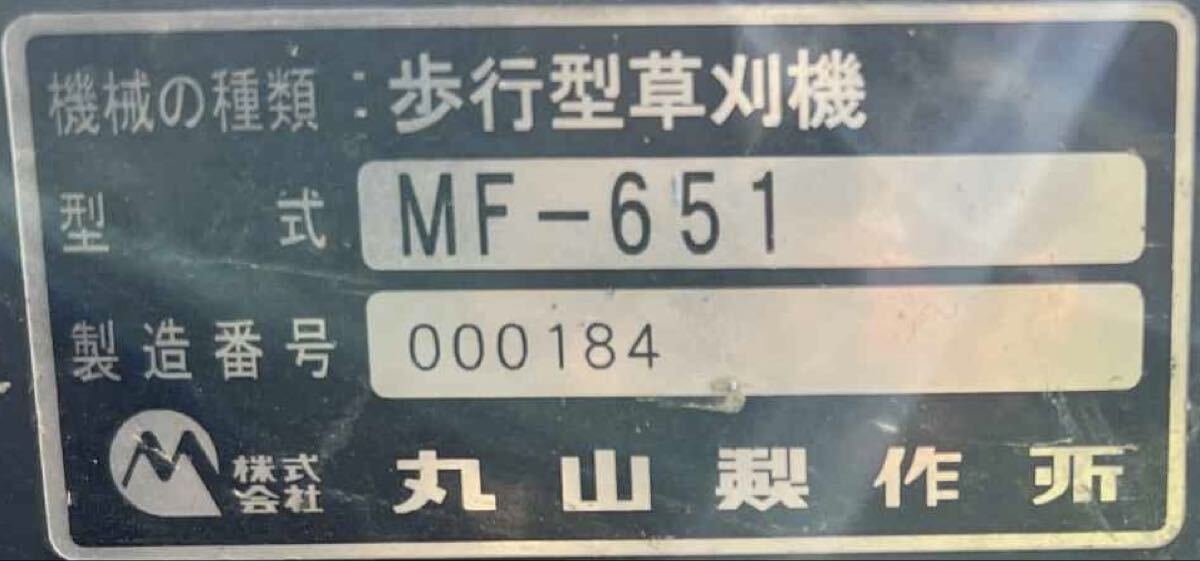 機械の種類：歩行型草刈機
型式 MF-651
製造番号 000184
株式会社 丸山製作所